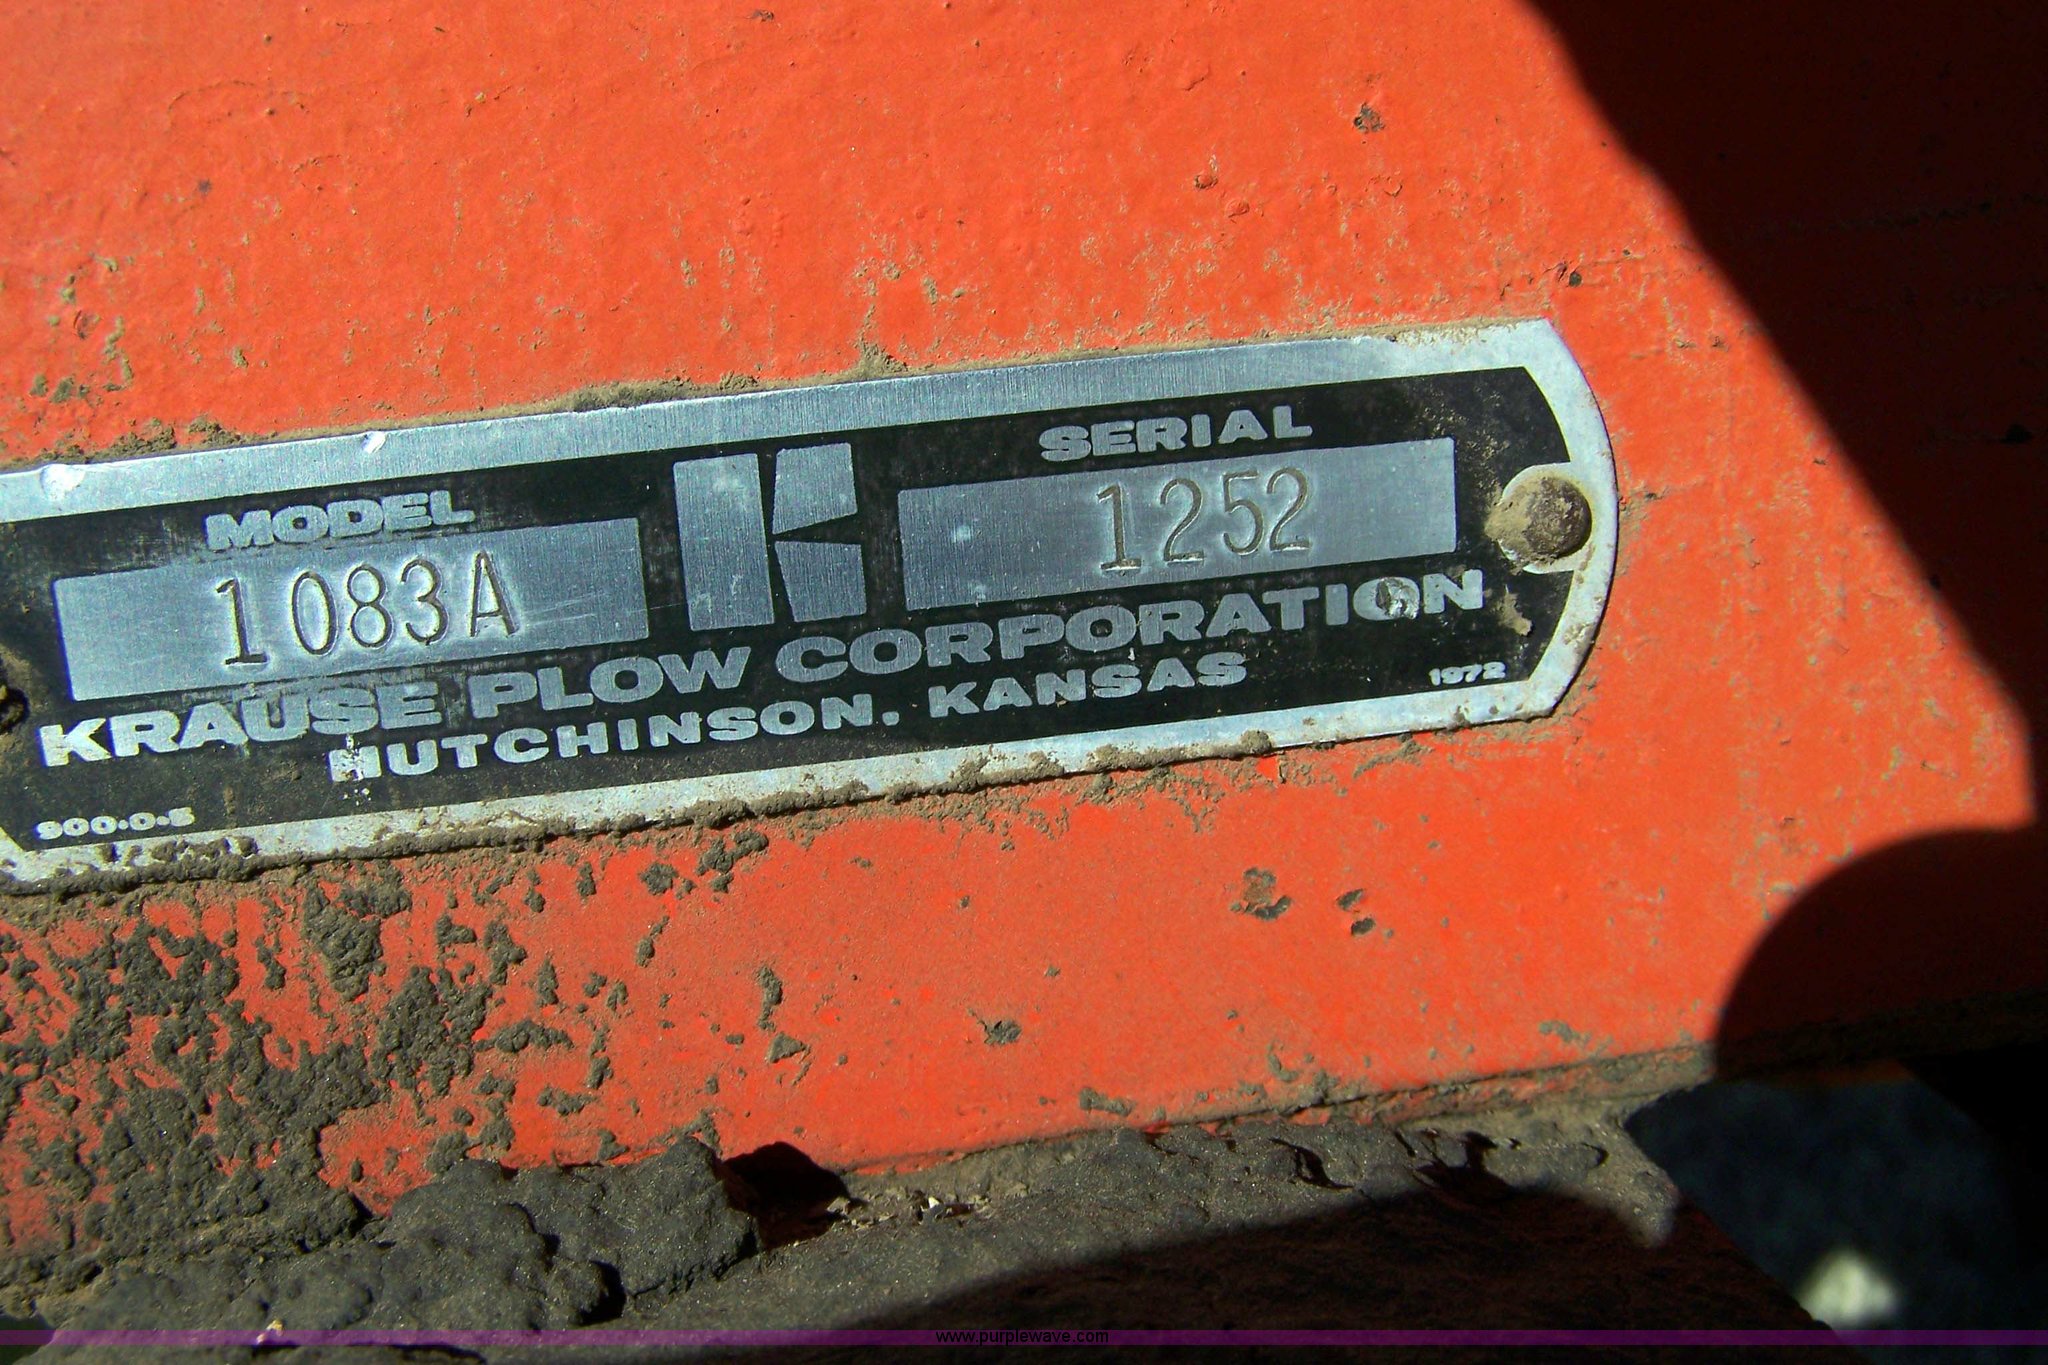 MODEL
1083A
K
SERIAL
1252
KRAUSE PLOW CORPORATION
HUTCHINSON, KANSAS
1972
900-0-5
www.purplewave.com